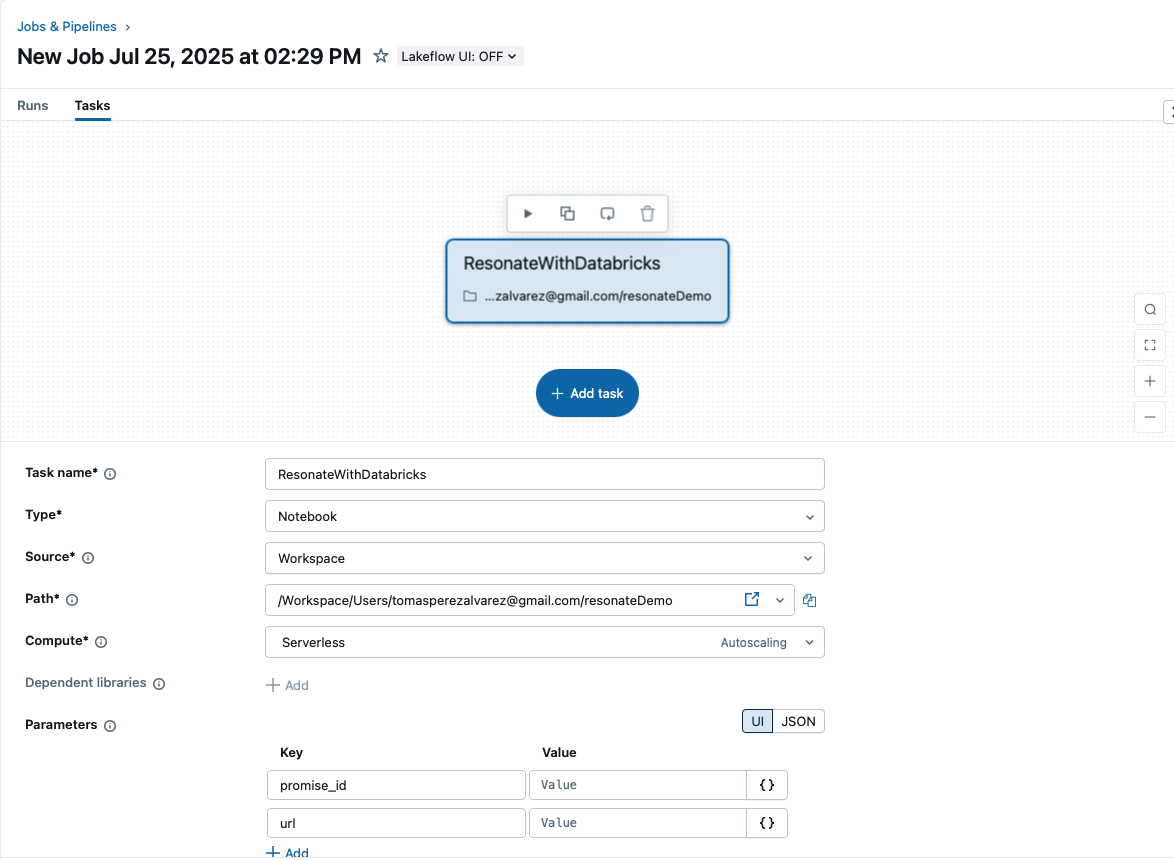 Jobs & Pipelines ›
New Job Jul 25, 2025 at 02:29 PM Lakeflow UI: OFF
Runs Tasks
ResonateWithDatabricks
...zalvarez@gmail.com/resonateDemo
+ Add task
Task name* ResonateWithDatabricks
Type* Notebook
Source* Workspace
Path* /Workspace/Users/tomasperezalvarez@gmail.com/resonateDemo
Compute* Serverless Autoscaling
Dependent libraries + Add
Parameters UI JSON
Key Value
promise_id Value {}
url Value {}
+ Add